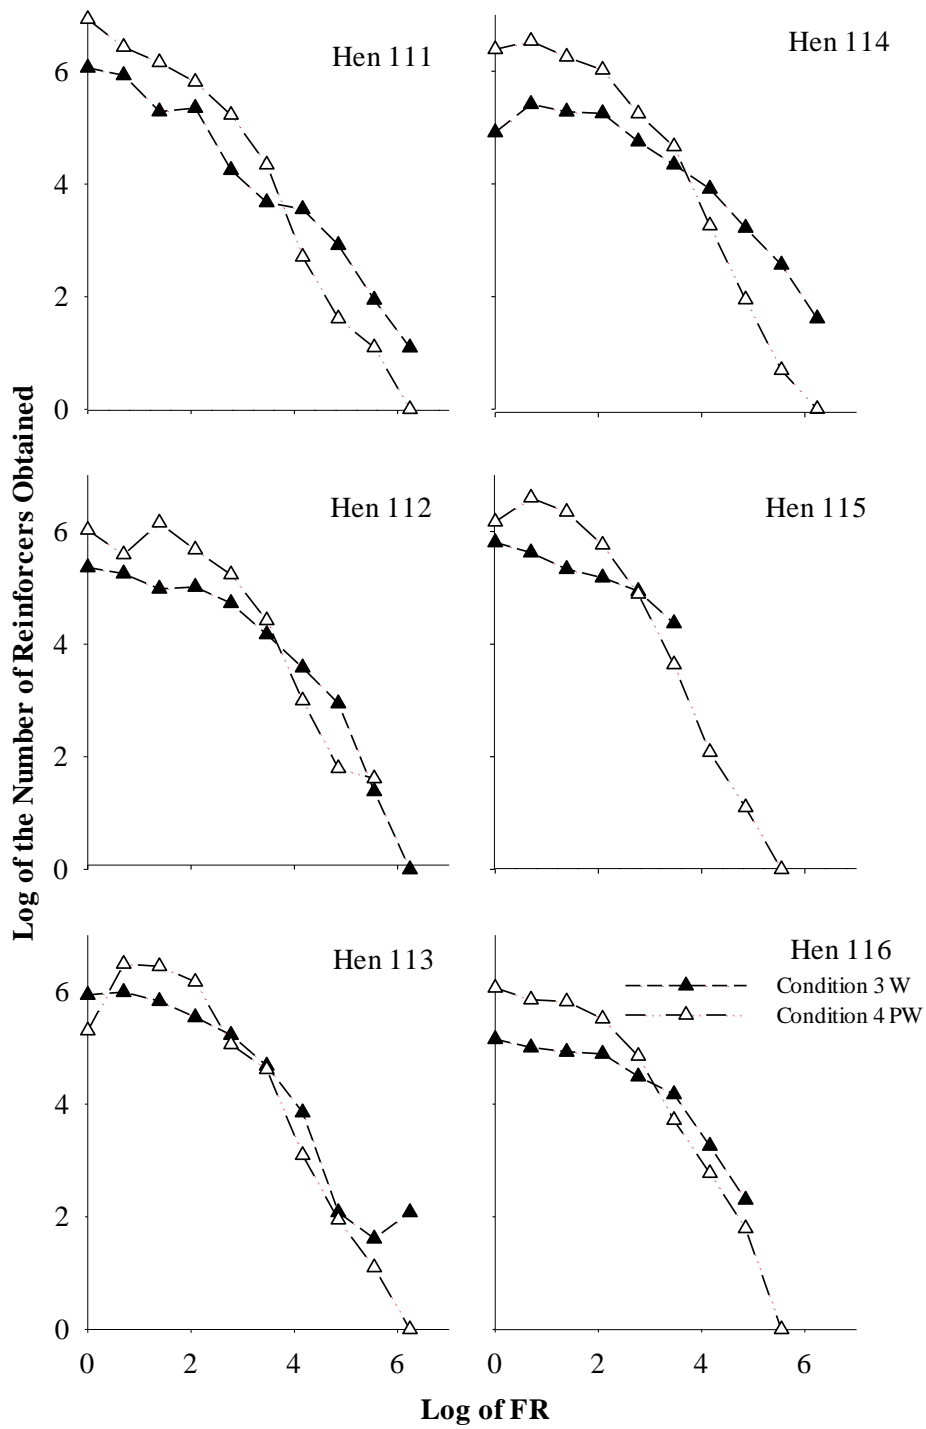 Hen 111
Hen 114
6
4
2
0
Hen 112
Hen 115
6
4
2
0
Log of the Number of Reinforcers Obtained
Hen 113
Hen 116
Condition 3 W
Condition 4 PW
6
4
2
0
0 2 4 6
0 2 4 6
Log of FR